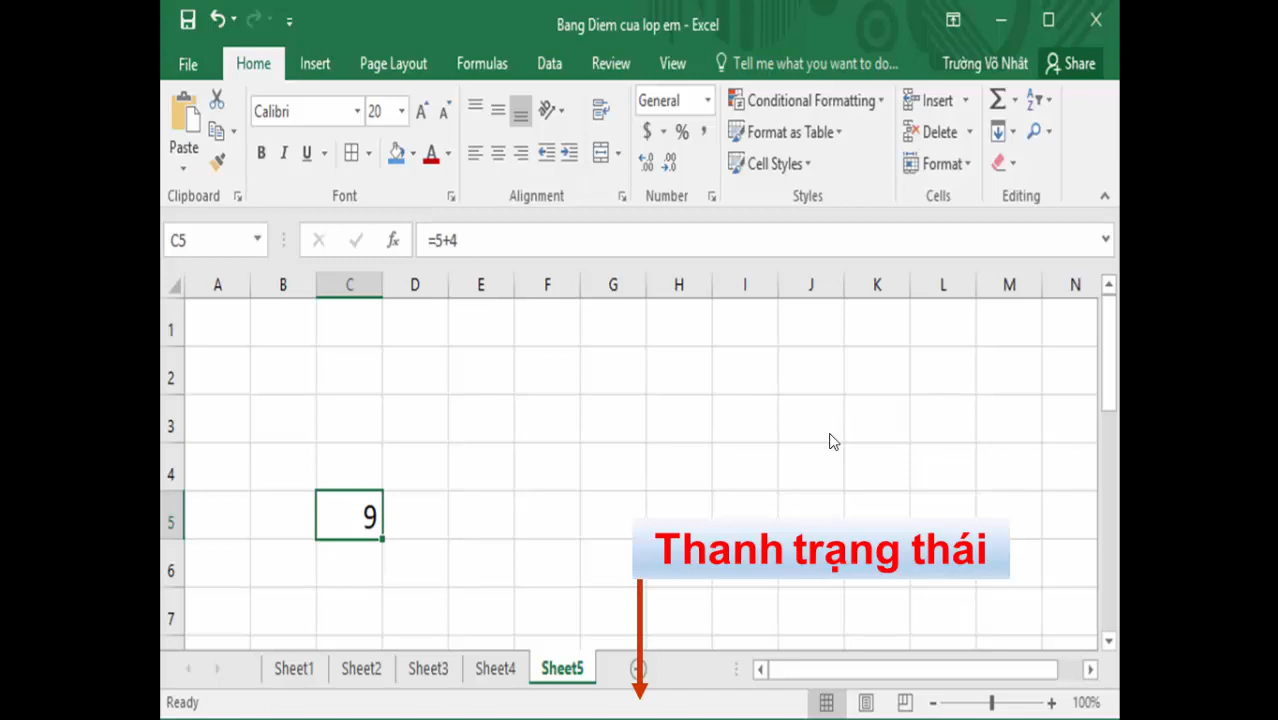 Bang Diem cua lop em - Excel
File Home Insert Page Layout Formulas Data Review View Tell me what you want to do... Trường Võ Nhât Share
Paste
Calibri 20
B I U
General
$ % ,
Conditional Formatting
Format as Table
Cell Styles
Insert
Delete
Format
Clipboard Font Alignment Number Styles Cells Editing
C5 fx =5+4
A B C D E F G H I J K L M N
1
2
3
4
5 9
Thanh trạng thái
6
7
Sheet1 Sheet2 Sheet3 Sheet4 Sheet5
Ready 100%